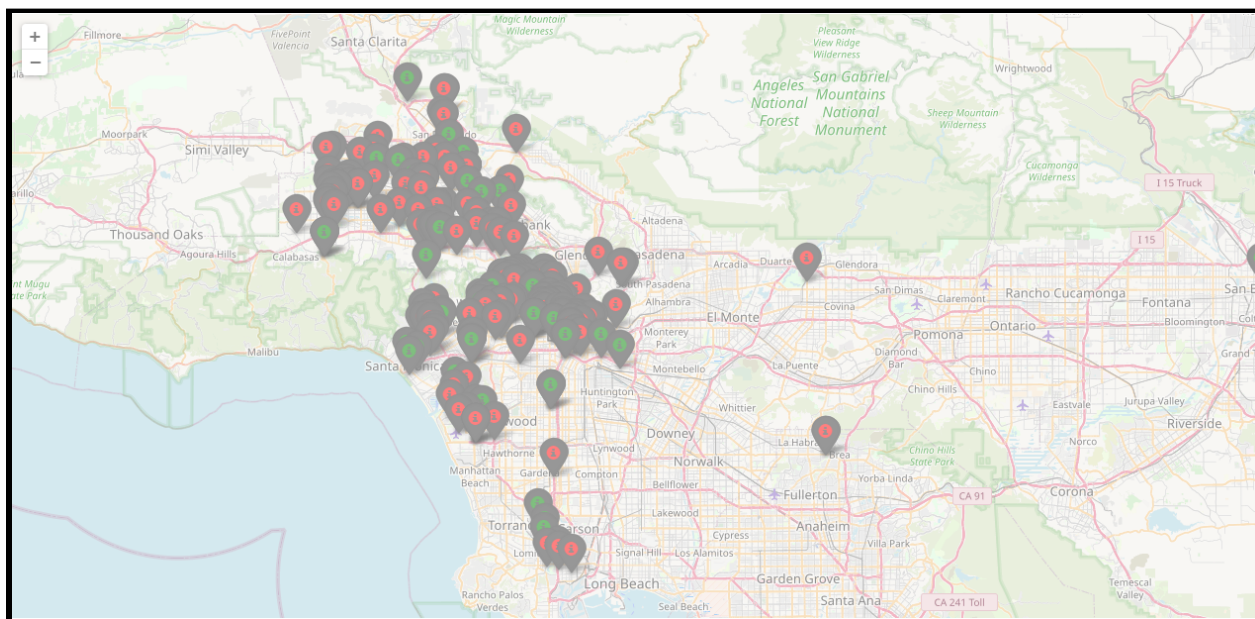 +
−
Fillmore
FivePoint
Valencia
Santa Clarita
Magic Mountain
Wilderness
Pleasant
View Ridge
Wilderness
Wrightwood
Angeles
National
Forest
San Gabriel
Mountains
National
Monument
Sheep Mountain
Wilderness
Cucamonga
Wilderness
Moorpark
Simi Valley
I 15 Truck
Thousand Oaks
Agoura Hills
Calabasas
Altadena
I 15
Arcadia
Duarte
Glendora
South Pasadena
San Dimas
Claremont
Rancho Cucamonga
Fontana
Alhambra
Covina
El Monte
Bloomington
Pomona
Ontario
Monterey
Park
Malibu
Montebello
La Puente
Diamond
Bar
Chino
Jurupa Valley
Huntington
Park
Whittier
Chino Hills
Eastvale
Riverside
Downey
Hawthorne
Lynwood
La Habra
Brea
Chino Hills
State Park
Norco
Manhattan
Beach
Gardena
Compton
Norwalk
Yorba Linda
Bellflower
Fullerton
CA 91
Corona
Lakewood
Anaheim
Cypress
Villa Park
Signal Hill
Los Alamitos
Long Beach
Garden Grove
Temescal
Valley
Rancho Palos
Verdes
Seal Beach
Santa Ana
CA 241 Toll